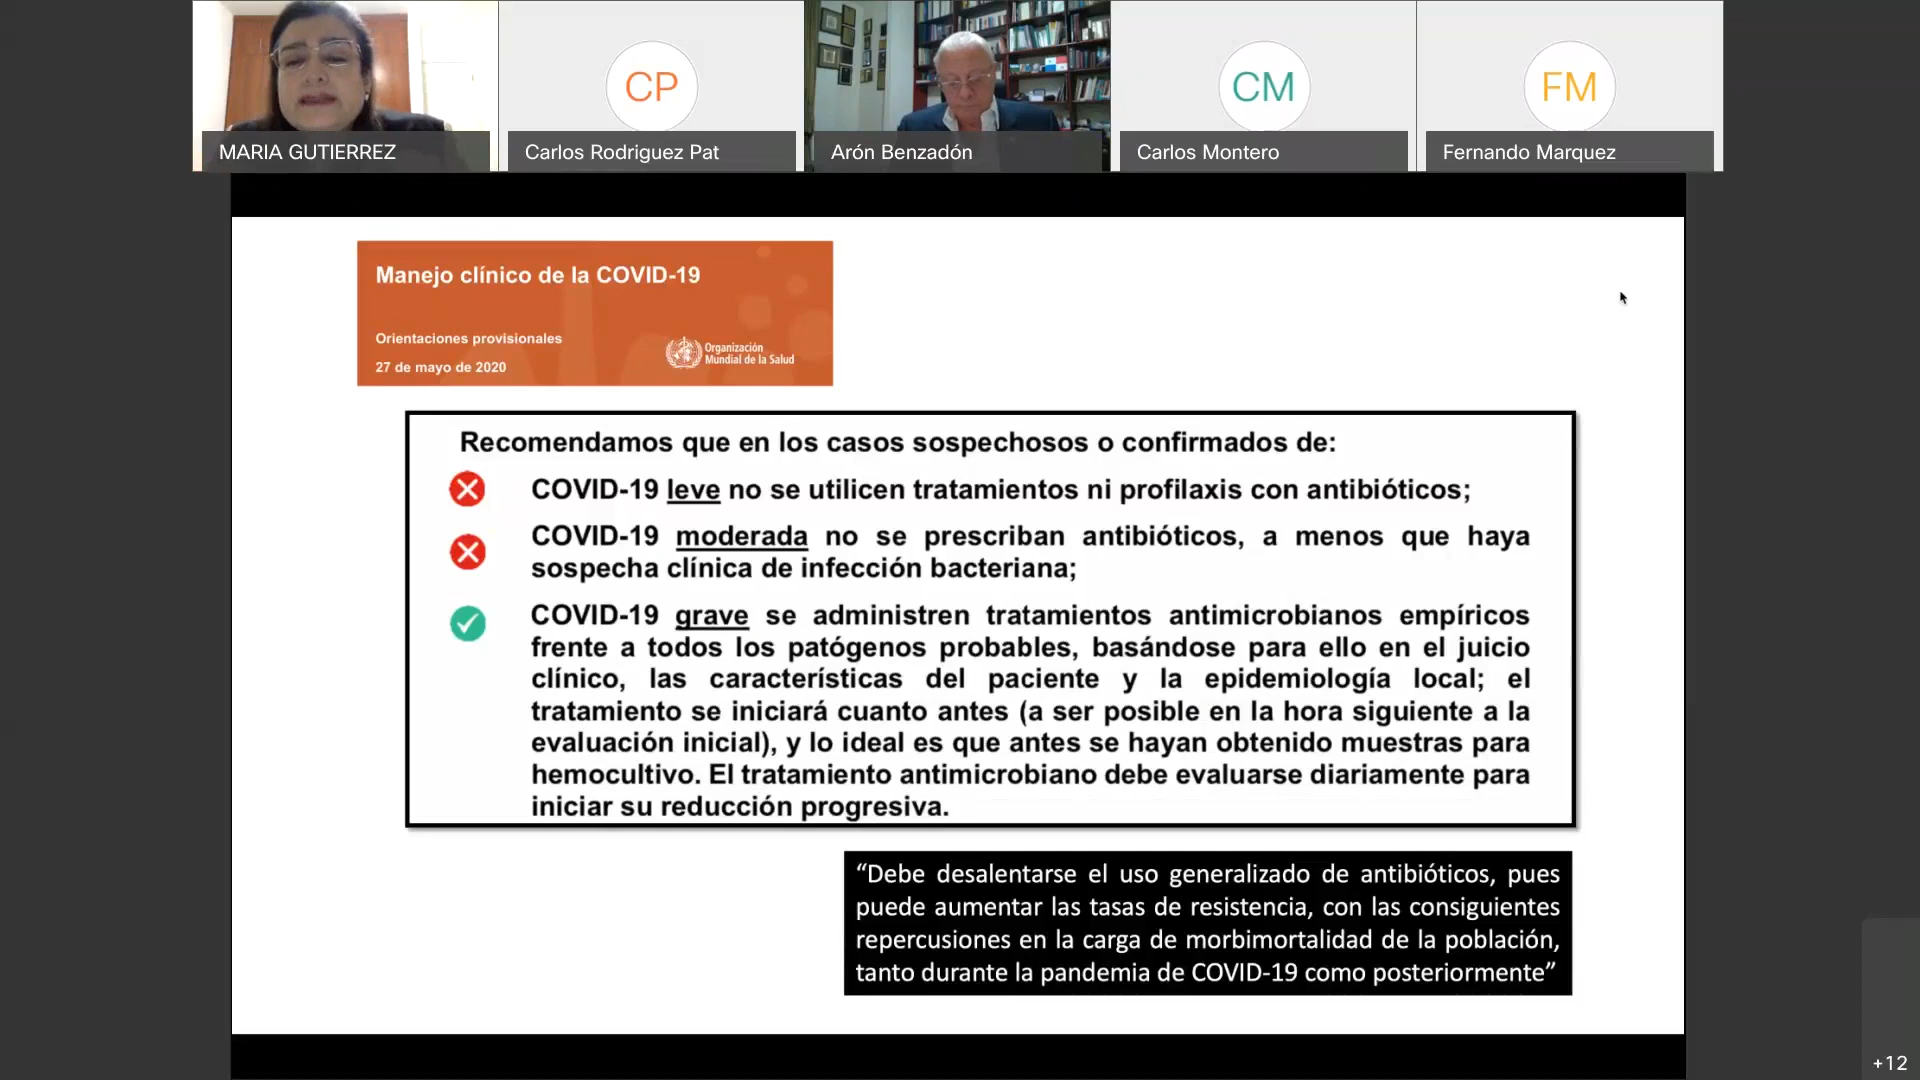 CP
CM
FM
MARIA GUTIERREZ
Carlos Rodriguez Pat
Arón Benzadón
Carlos Montero
Fernando Marquez
Manejo clínico de la COVID-19
Orientaciones provisionales
27 de mayo de 2020
Organización
Mundial de la Salud
Recomendamos que en los casos sospechosos o confirmados de:
COVID-19 leve no se utilicen tratamientos ni profilaxis con antibióticos;
COVID-19 moderada no se prescriban antibióticos, a menos que haya
sospecha clínica de infección bacteriana;
COVID-19 grave se administren tratamientos antimicrobianos empíricos
frente a todos los patógenos probables, basándose para ello en el juicio
clínico, las características del paciente y la epidemiología local; el
tratamiento se iniciará cuanto antes (a ser posible en la hora siguiente a la
evaluación inicial), y lo ideal es que antes se hayan obtenido muestras para
hemocultivo. El tratamiento antimicrobiano debe evaluarse diariamente para
iniciar su reducción progresiva.
“Debe desalentarse el uso generalizado de antibióticos, pues
puede aumentar las tasas de resistencia, con las consiguientes
repercusiones en la carga de morbimortalidad de la población,
tanto durante la pandemia de COVID-19 como posteriormente”
+12